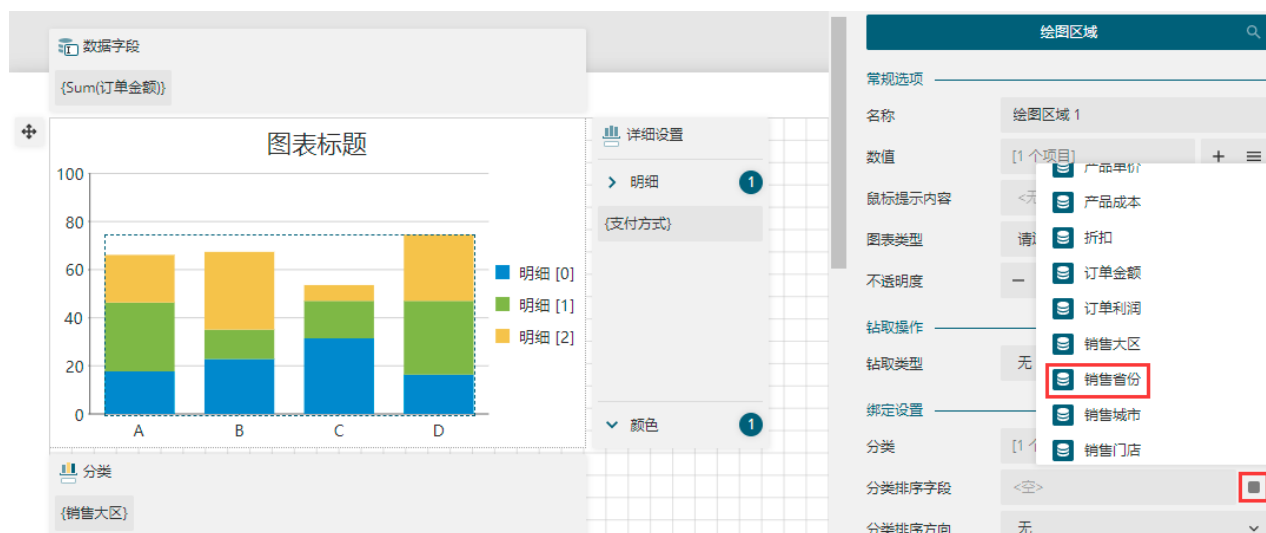 数据字段
{Sum(订单金额)}
图表标题
100
80
60
40
20
0
A
B
C
D
明细 [0]
明细 [1]
明细 [2]
详细设置
明细
1
{支付方式}
颜色
1
分类
{销售大区}
绘图区域
常规选项
名称
绘图区域 1
数值
[1 个项目]
鼠标提示内容
<无
图表类型
不透明度
钻取操作
钻取类型
无
绑定设置
分类
[1 个
分类排序字段
<空>
分类排序方向
无
产品单价
产品成本
折扣
订单金额
订单利润
销售大区
销售省份
销售城市
销售门店